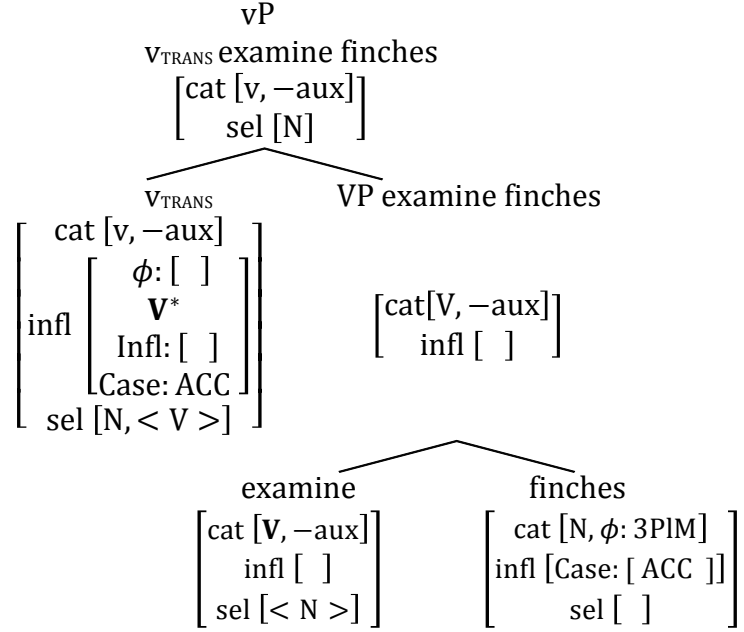 vP
vTRANS examine finches
[cat [v, −aux]
sel [N]]
vTRANS
VP examine finches
[cat [v, −aux]
infl [ϕ: [ ]
V*
Infl: [ ]
Case: ACC]
sel [N, < V >]]
[cat[V, −aux]
infl [ ]]
examine
finches
[cat [V, −aux]
infl [ ]
sel [< N >]]
[cat [N, ϕ: 3PlM]
infl [Case: [ ACC ]]
sel [ ]]